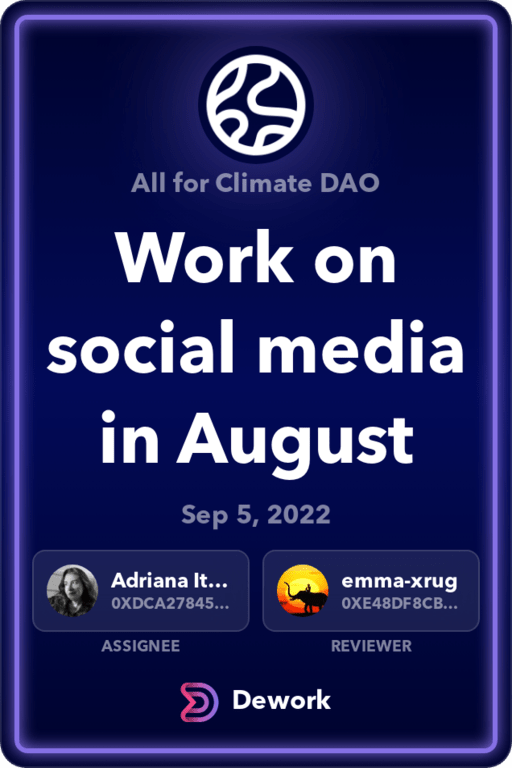 All for Climate DAO
Work on
social media
in August
Sep 5, 2022
Adriana It...
0XDCA27845...
ASSIGNEE
emma-xrug
0XE48DF8CB...
REVIEWER
Dework